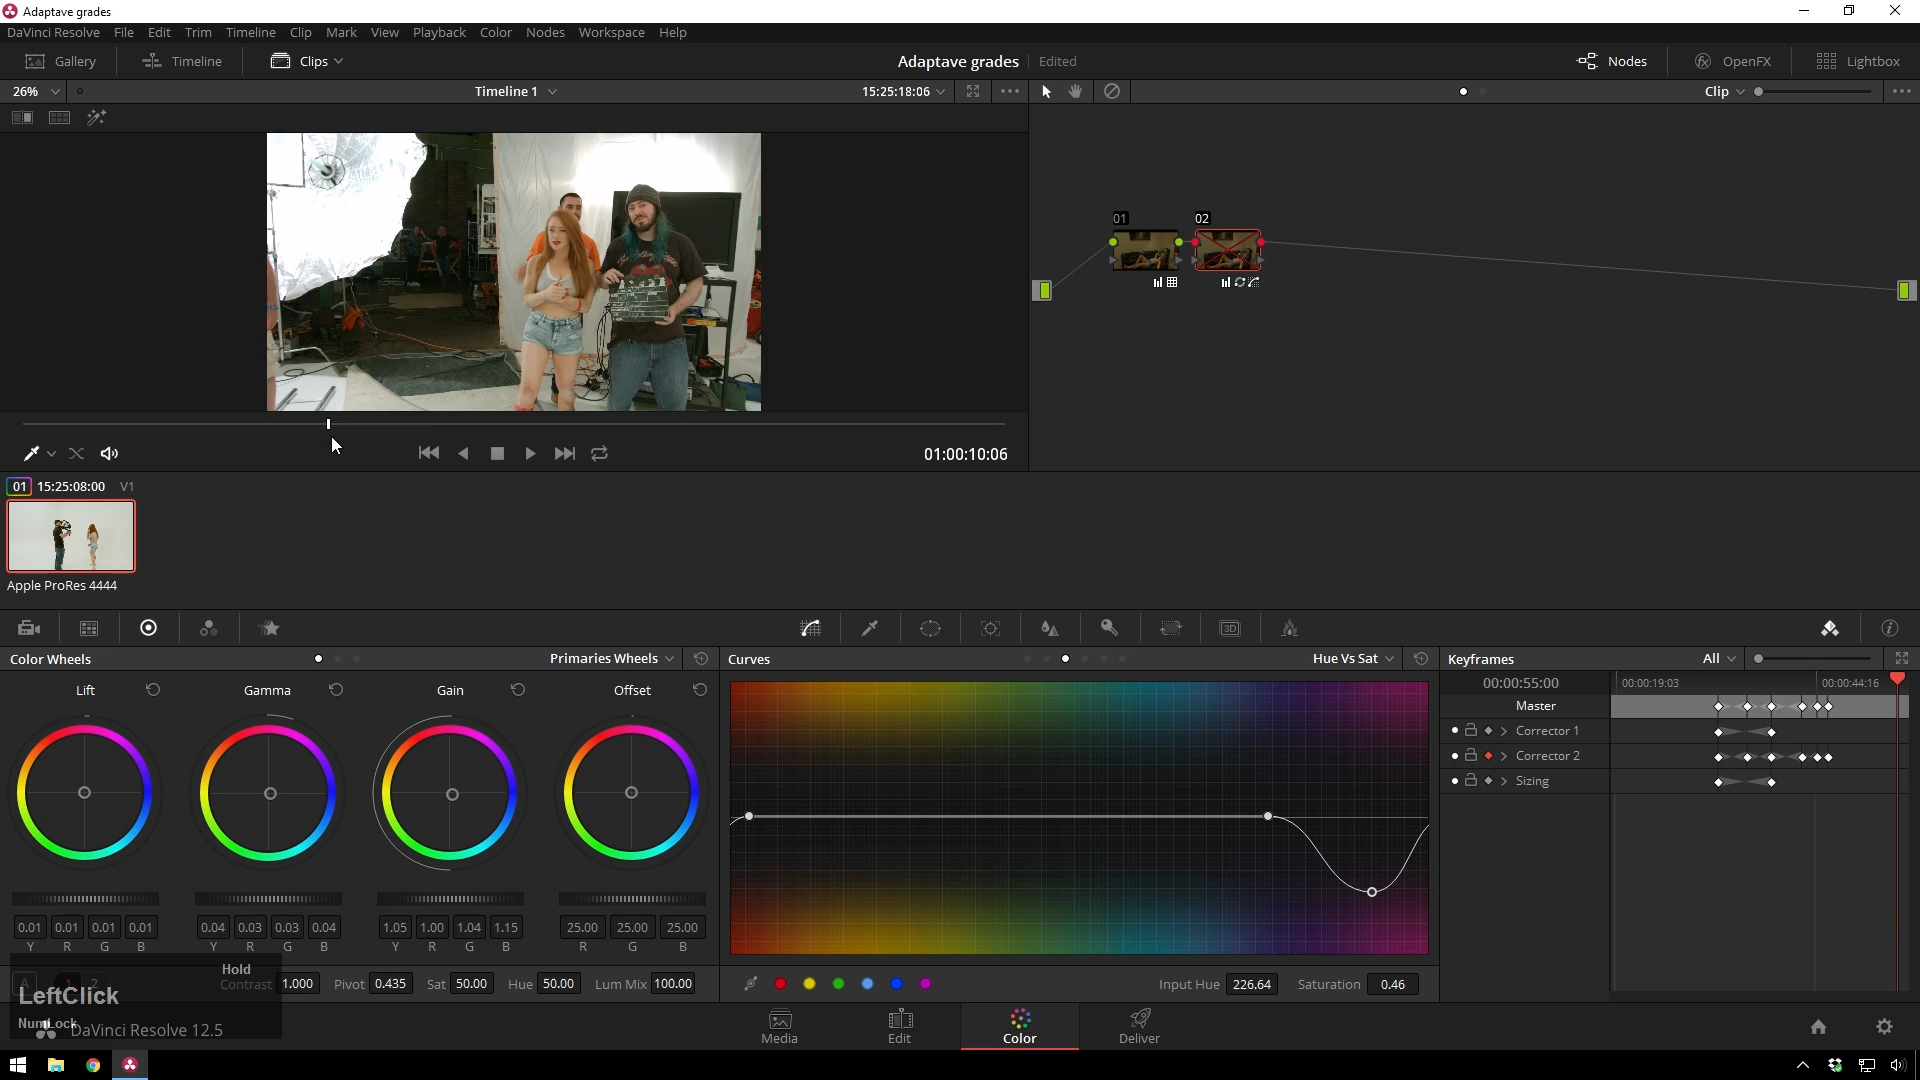 Adaptave grades
DaVinci Resolve File Edit Trim Timeline Clip Mark View Playback Color Nodes Workspace Help
Gallery Timeline Clips Adaptave grades Edited Nodes OpenFX Lightbox
26% Timeline 1 15:25:18:06 Clip
01 02
01:00:10:06
01 15:25:08:00 V1
Apple ProRes 4444
3D
Color Wheels Primaries Wheels Curves Hue Vs Sat Keyframes All
Lift Gamma Gain Offset
00:00:55:00 00:00:19:03 00:00:44:16
Master
Corrector 1
Corrector 2
Sizing
0.01 0.01 0.01 0.01 0.04 0.03 0.03 0.04 1.05 1.00 1.04 1.15 25.00 25.00 25.00
Y R G B Y R G B Y R G B R G B
A 1 2 Contrast 1.000 Pivot 0.435 Sat 50.00 Hue 50.00 Lum Mix 100.00 Input Hue 226.64 Saturation 0.46
Hold
LeftClick
NumLock
DaVinci Resolve 12.5
Media Edit Color Deliver